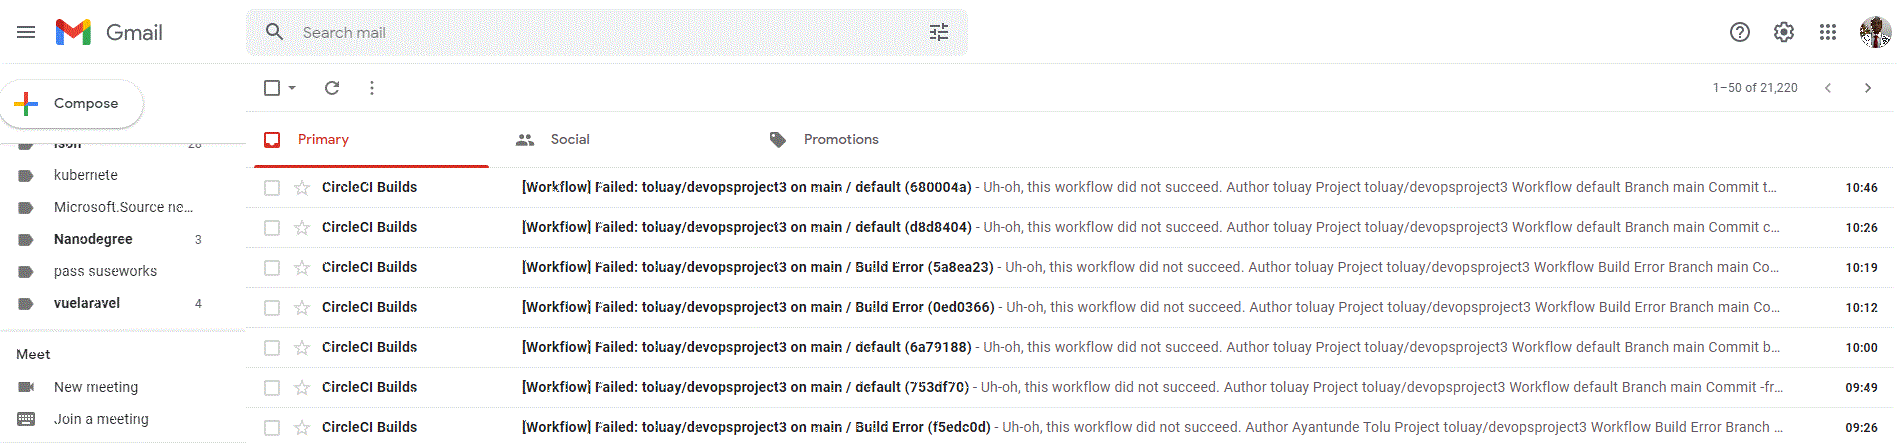 Gmail
Search mail
Compose
1–50 of 21,220
Primary
Social
Promotions
28
kubernete
Microsoft.Source ne...
Nanodegree 3
pass suseworks
vuelaravel 4
Meet
New meeting
Join a meeting
CircleCI Builds [Workflow] Failed: toluay/devopsproject3 on main / default (680004a) - Uh-oh, this workflow did not succeed. Author toluay Project toluay/devopsproject3 Workflow default Branch main Commit t... 10:46
CircleCI Builds [Workflow] Failed: toluay/devopsproject3 on main / default (d8d8404) - Uh-oh, this workflow did not succeed. Author toluay Project toluay/devopsproject3 Workflow default Branch main Commit c... 10:26
CircleCI Builds [Workflow] Failed: toluay/devopsproject3 on main / Build Error (5a8ea23) - Uh-oh, this workflow did not succeed. Author toluay Project toluay/devopsproject3 Workflow Build Error Branch main Co... 10:19
CircleCI Builds [Workflow] Failed: toluay/devopsproject3 on main / Build Error (0ed0366) - Uh-oh, this workflow did not succeed. Author toluay Project toluay/devopsproject3 Workflow Build Error Branch main Co... 10:12
CircleCI Builds [Workflow] Failed: toluay/devopsproject3 on main / default (6a79188) - Uh-oh, this workflow did not succeed. Author toluay Project toluay/devopsproject3 Workflow default Branch main Commit b... 10:00
CircleCI Builds [Workflow] Failed: toluay/devopsproject3 on main / default (753df70) - Uh-oh, this workflow did not succeed. Author toluay Project toluay/devopsproject3 Workflow default Branch main Commit -fr... 09:49
CircleCI Builds [Workflow] Failed: toluay/devopsproject3 on main / Build Error (f5edc0d) - Uh-oh, this workflow did not succeed. Author Ayantunde Tolu Project toluay/devopsproject3 Workflow Build Error Branch ... 09:26